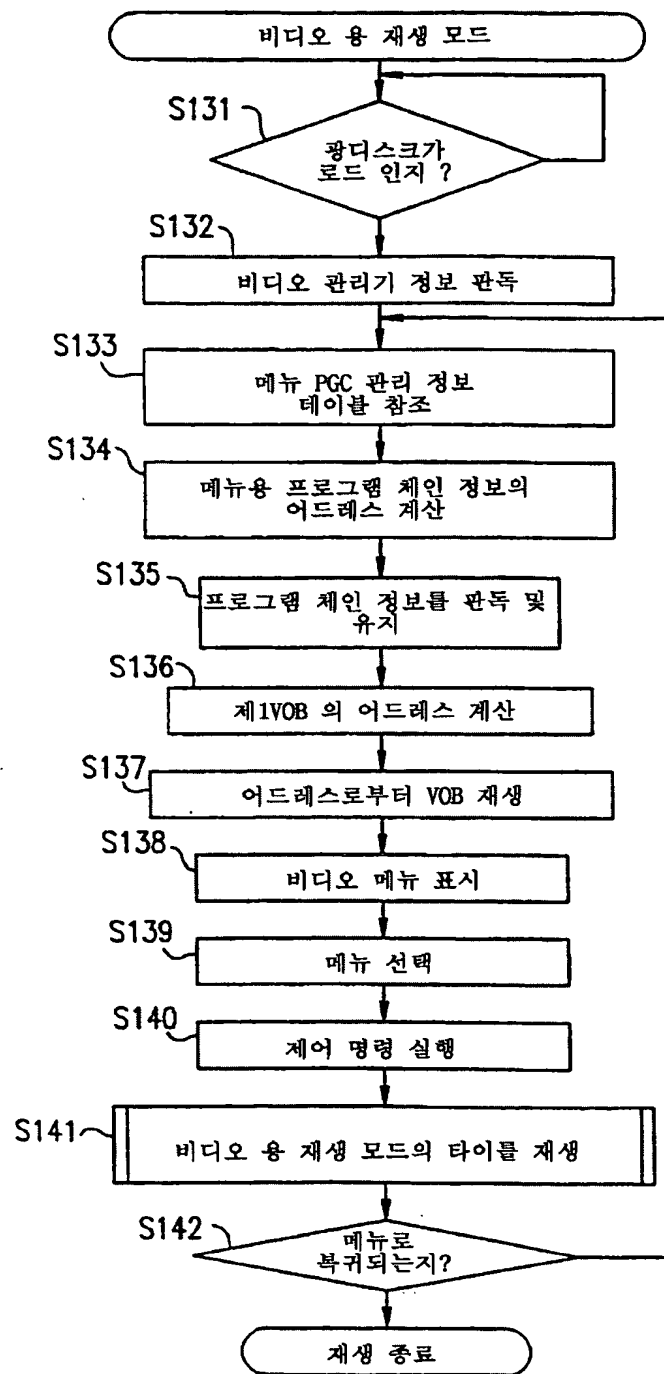 비디오 용 재생 모드
S131
광디스크가
로드 인지 ?
S132
비디오 관리기 정보 판독
S133
메뉴 PGC 관리 정보
테이블 참조
S134
메뉴용 프로그램 체인 정보의
어드레스 계산
S135
프로그램 체인 정보를 판독 및
유지
S136
제1VOB 의 어드레스 계산
S137
어드레스로부터 VOB 재생
S138
비디오 메뉴 표시
S139
메뉴 선택
S140
제어 명령 실행
S141
비디오 용 재생 모드의 타이틀 재생
S142
메뉴로
복귀되는지?
재생 종료